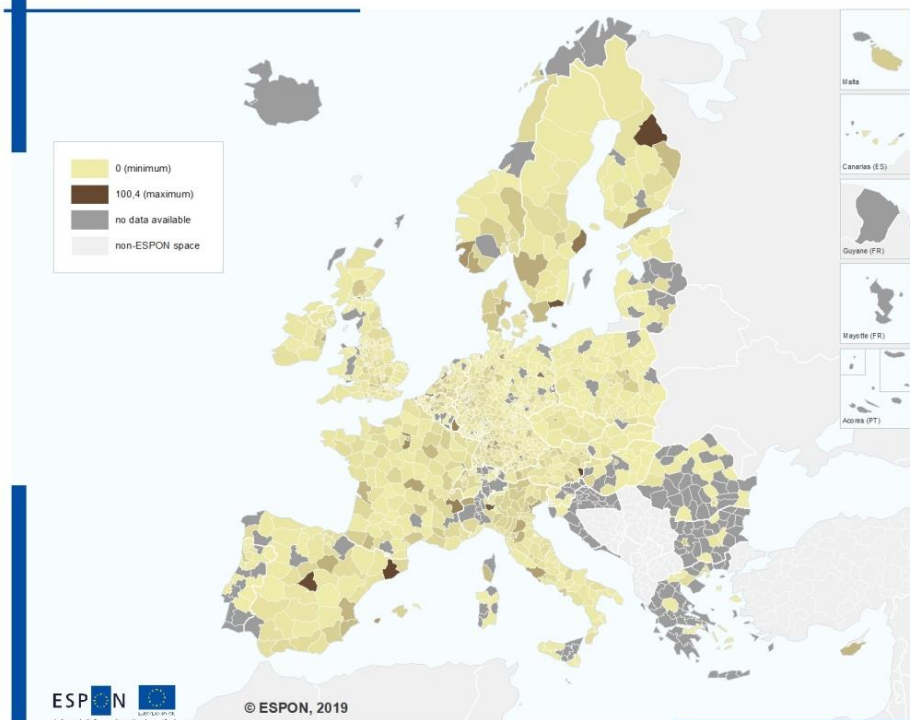 0 (minimum)
100,4 (maximum)
no data available
non-ESPON space
Malta
Canarias (ES)
Guyane (FR)
Mayotte (FR)
Acores (PT)
ESPON
© ESPON, 2019